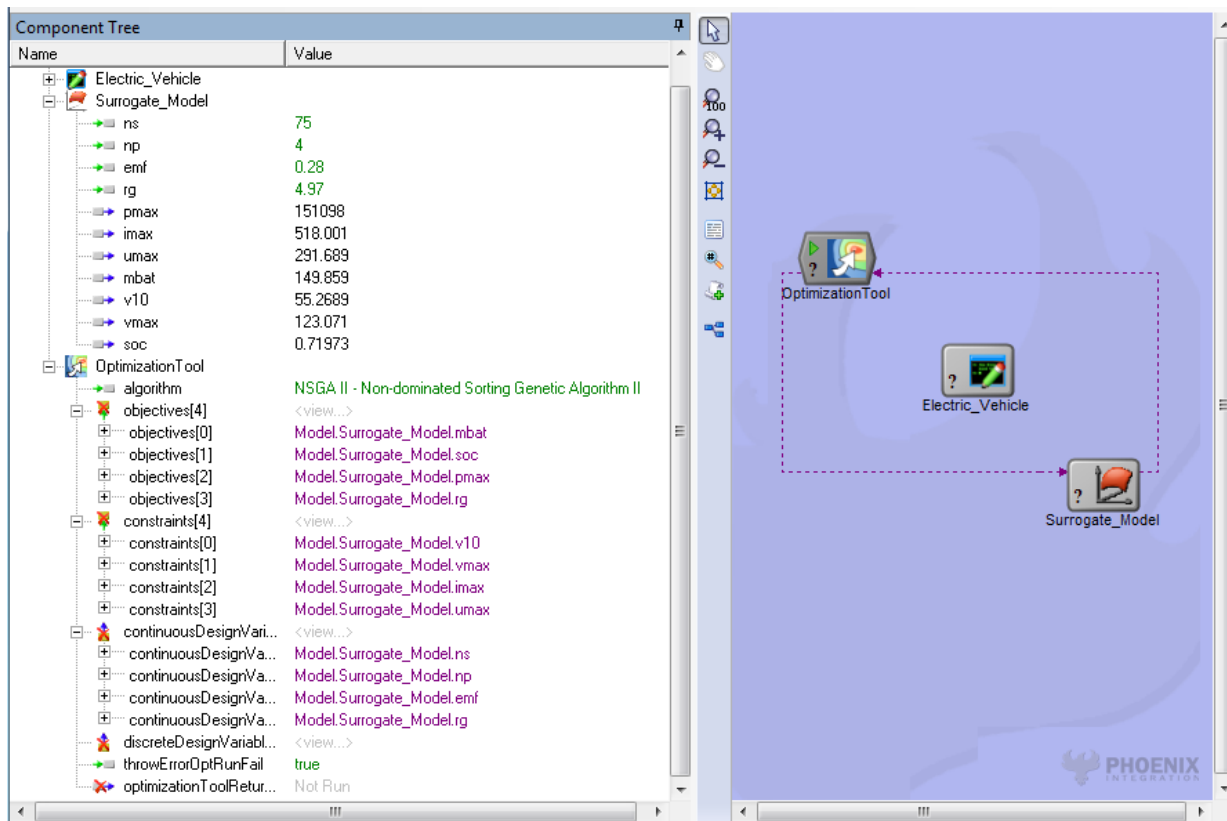 Component Tree
Name Value
Electric_Vehicle
Surrogate_Model
ns 75
np 4
emf 0.28
rg 4.97
pmax 151098
imax 518.001
umax 291.689
mbat 149.859
v10 55.2689
vmax 123.071
soc 0.71973
OptimizationTool
algorithm NSGA II - Non-dominated Sorting Genetic Algorithm II
objectives[4] <view...>
objectives[0] Model.Surrogate_Model.mbat
objectives[1] Model.Surrogate_Model.soc
objectives[2] Model.Surrogate_Model.pmax
objectives[3] Model.Surrogate_Model.rg
constraints[4] <view...>
constraints[0] Model.Surrogate_Model.v10
constraints[1] Model.Surrogate_Model.vmax
constraints[2] Model.Surrogate_Model.imax
constraints[3] Model.Surrogate_Model.umax
continuousDesignVari... <view...>
continuousDesignVa... Model.Surrogate_Model.ns
continuousDesignVa... Model.Surrogate_Model.np
continuousDesignVa... Model.Surrogate_Model.emf
continuousDesignVa... Model.Surrogate_Model.rg
discreteDesignVariabl... <view...>
throwErrorOptRunFail true
optimizationToolRetur... Not Run
100
?
OptimizationTool
?
Electric_Vehicle
?
Surrogate_Model
PHOENIX
INTEGRATION